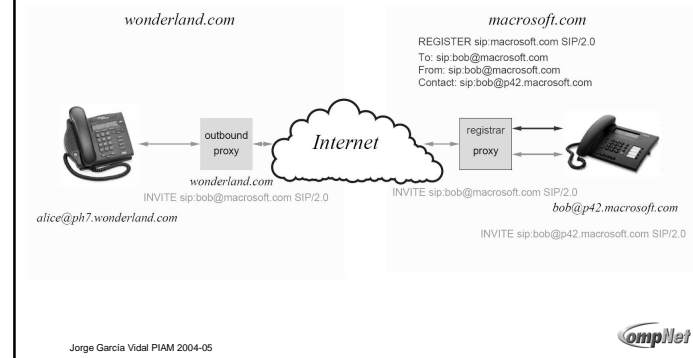 wonderland.com
macrosoft.com
REGISTER sip:macrosoft.com SIP/2.0
To: sip:bob@macrosoft.com
From: sip:bob@macrosoft.com
Contact: sip:bob@p42.macrosoft.com
outbound
proxy
Internet
registrar
proxy
wonderland.com
INVITE sip:bob@macrosoft.com SIP/2.0
INVITE sip:bob@macrosoft.com SIP/2.0
alice@ph7.wonderland.com
bob@p42.macrosoft.com
INVITE sip:bob@p42.macrosoft.com SIP/2.0
Jorge García Vidal PIAM 2004-05
CompNet